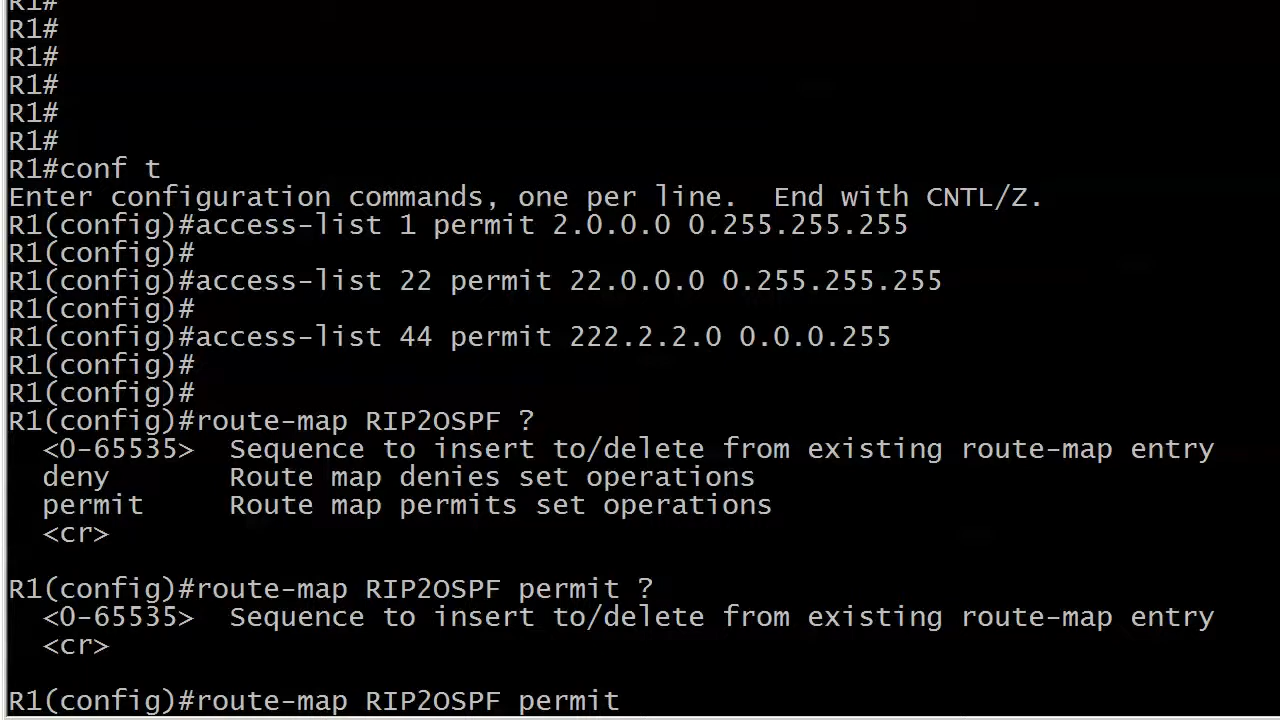 R1#
R1#
R1#
R1#
R1#
R1#
R1#conf t
Enter configuration commands, one per line.  End with CNTL/Z.
R1(config)#access-list 1 permit 2.0.0.0 0.255.255.255
R1(config)#
R1(config)#access-list 22 permit 22.0.0.0 0.255.255.255
R1(config)#
R1(config)#access-list 44 permit 222.2.2.0 0.0.0.255
R1(config)#
R1(config)#
R1(config)#route-map RIP2OSPF ?
  <0-65535>  Sequence to insert to/delete from existing route-map entry
  deny       Route map denies set operations
  permit     Route map permits set operations
  <cr>
R1(config)#route-map RIP2OSPF permit ?
  <0-65535>  Sequence to insert to/delete from existing route-map entry
  <cr>
R1(config)#route-map RIP2OSPF permit